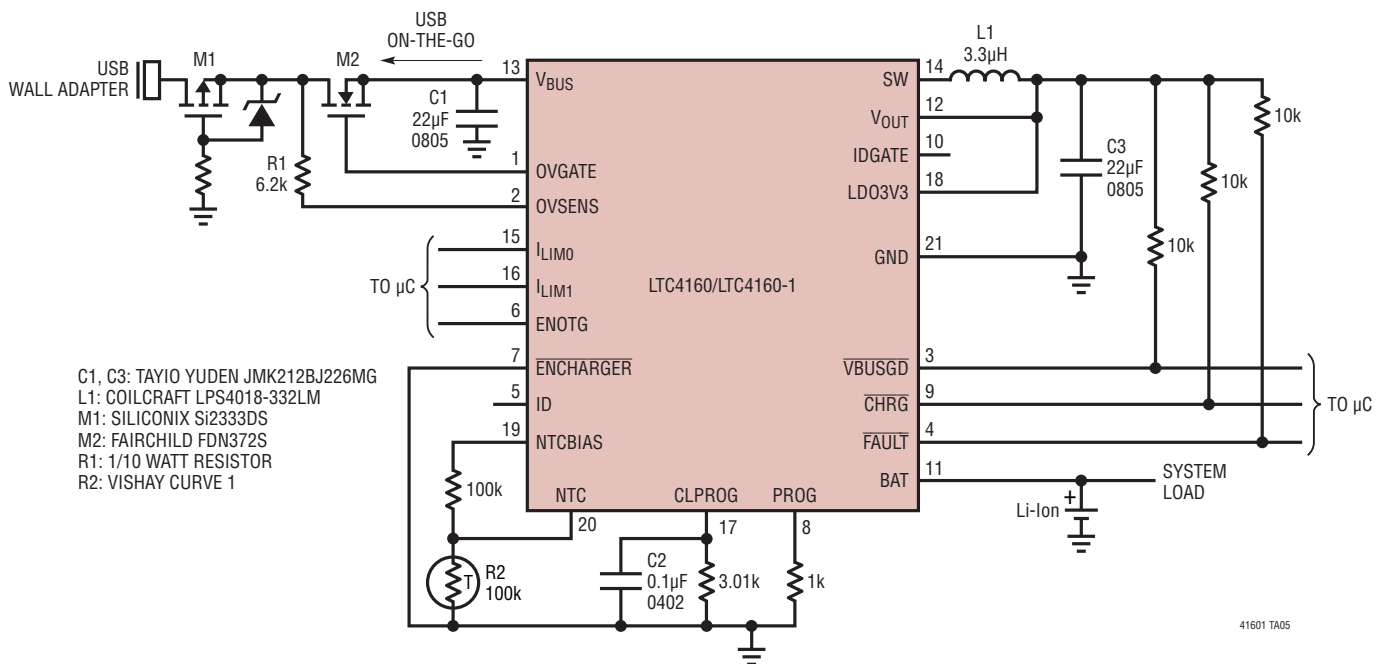 USB
ON-THE-GO
USB
WALL ADAPTER
M1
M2
C1
22µF
0805
R1
6.2k
13
VBUS
1
OVGATE
2
OVSENS
15
ILIM0
16
ILIM1
6
ENOTG
TO µC
7
ENCHARGER
5
ID
19
NTCBIAS
100k
NTC
20
T
R2
100k
CLPROG
17
C2
0.1µF
0402
3.01k
PROG
8
1k
LTC4160/LTC4160-1
SW
14
L1
3.3µH
VOUT
12
IDGATE
10
LDO3V3
18
GND
21
C3
22µF
0805
10k
10k
10k
VBUSGD
3
CHRG
9
FAULT
4
TO µC
BAT
11
SYSTEM
LOAD
Li-Ion
+
C1, C3: TAYIO YUDEN JMK212BJ226MG
L1: COILCRAFT LPS4018-332LM
M1: SILICONIX Si2333DS
M2: FAIRCHILD FDN372S
R1: 1/10 WATT RESISTOR
R2: VISHAY CURVE 1
41601 TA05